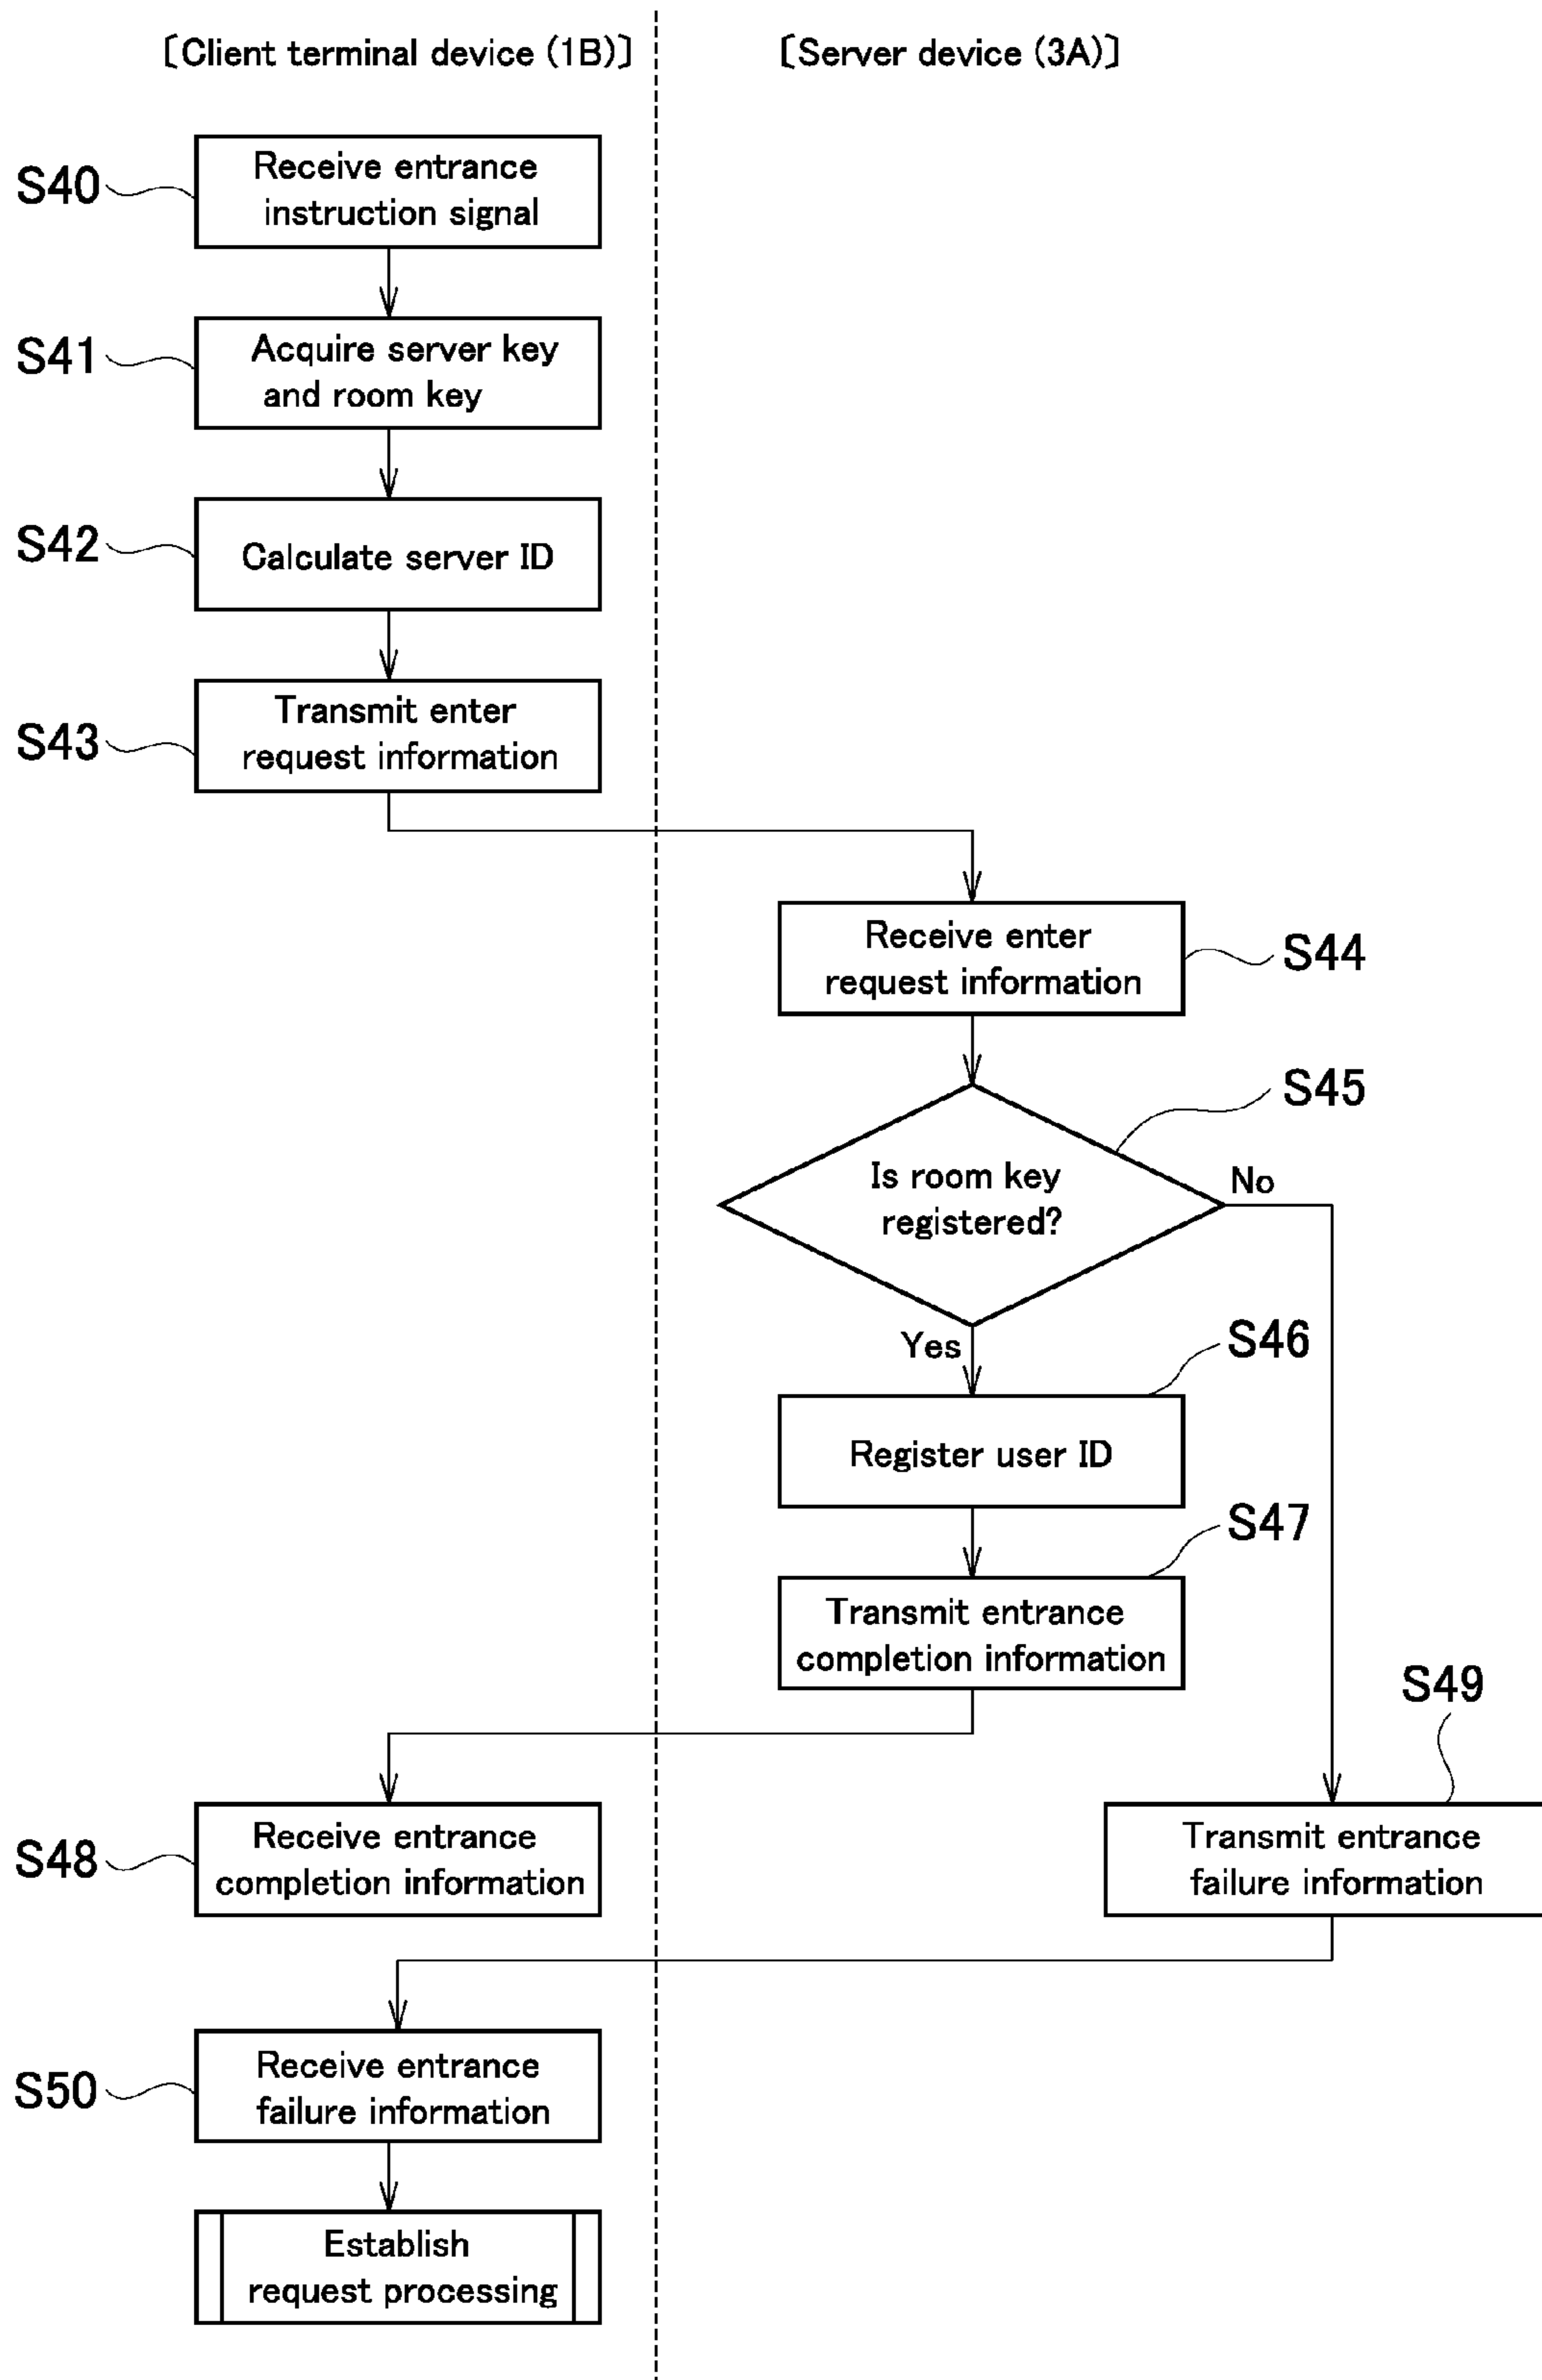 〔Client terminal device (1B)〕
〔Server device (3A)〕
S40
Receive entrance
instruction signal
S41
Acquire server key
and room key
S42
Calculate server ID
S43
Transmit enter
request information
Receive enter
request information
S44
S45
Is room key
registered?
No
Yes
S46
Register user ID
S47
Transmit entrance
completion information
S49
S48
Receive entrance
completion information
Transmit entrance
failure information
S50
Receive entrance
failure information
Establish
request processing